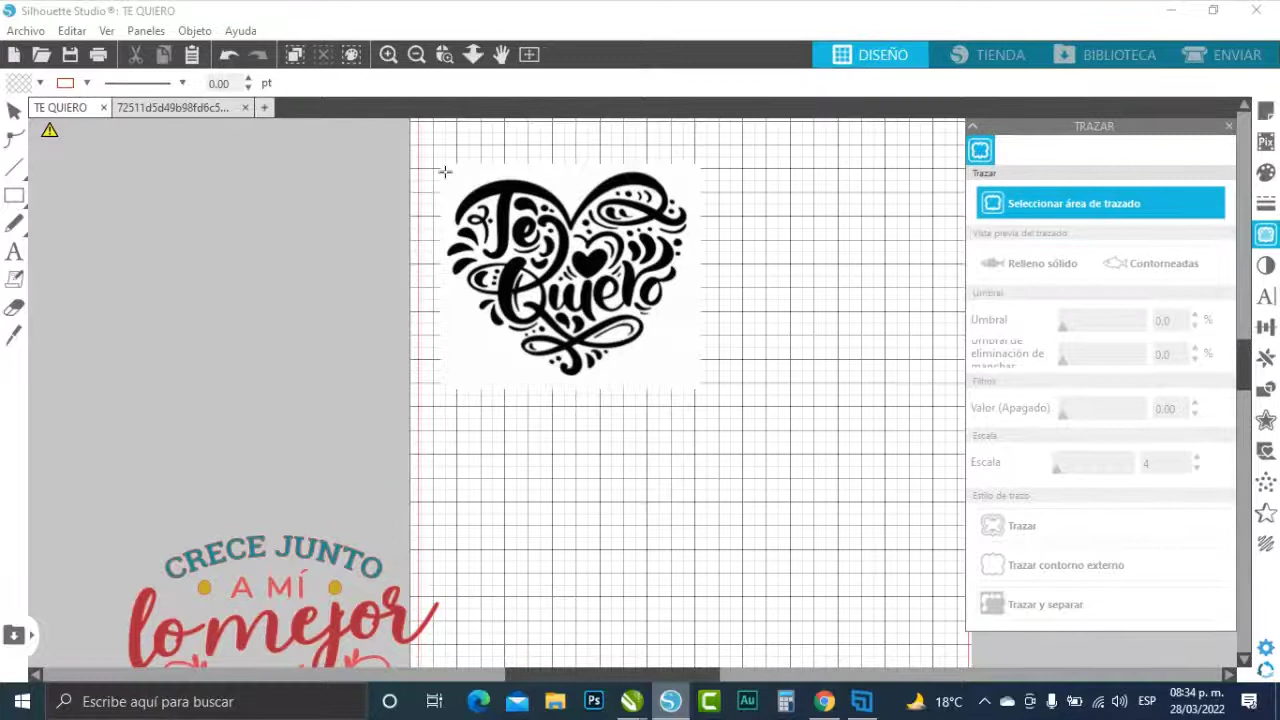 Silhouette Studio®: TE QUIERO
Archivo Editar Ver Paneles Objeto Ayuda
DISEÑO TIENDA BIBLIOTECA ENVIAR
0.00 pt
TE QUIERO 72511d5d49b98fd6c5...
TRAZAR
Trazar
Seleccionar área de trazado
Vista previa del trazado
Relleno sólido Contorneadas
Umbral
Umbral 0.0 %
Umbral de
eliminación de
manchas 0.0 %
Filtros
Valor (Apagado) 0.00
Escala
Escala 4
Estilo de trazo
Trazar
Trazar contorno externo
Trazar y separar
Te
Quiero
CRECE JUNTO
A MÍ
lo mejor
Escribe aquí para buscar
18°C ESP 08:34 p. m.
28/03/2022